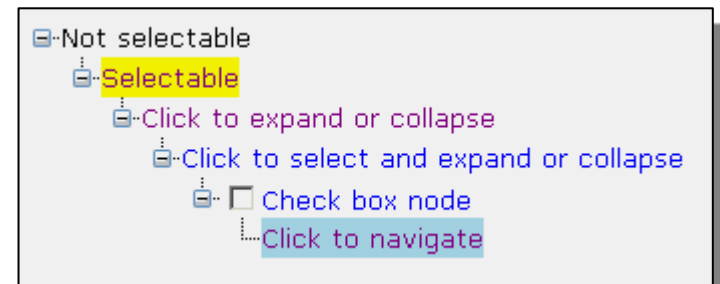 Not selectable
Selectable
Click to expand or collapse
Click to select and expand or collapse
Check box node
Click to navigate